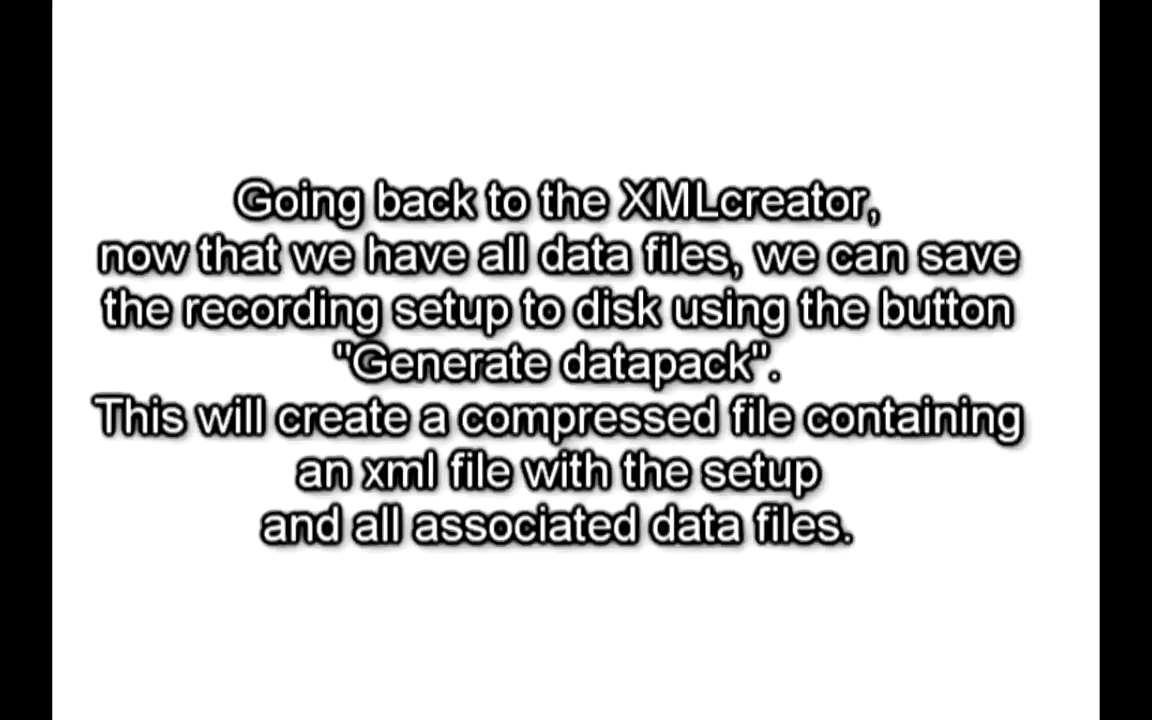 Going back to the XMLcreator,
now that we have all data files, we can save
the recording setup to disk using the button
"Generate datapack".
This will create a compressed file containing
an xml file with the setup
and all associated data files.